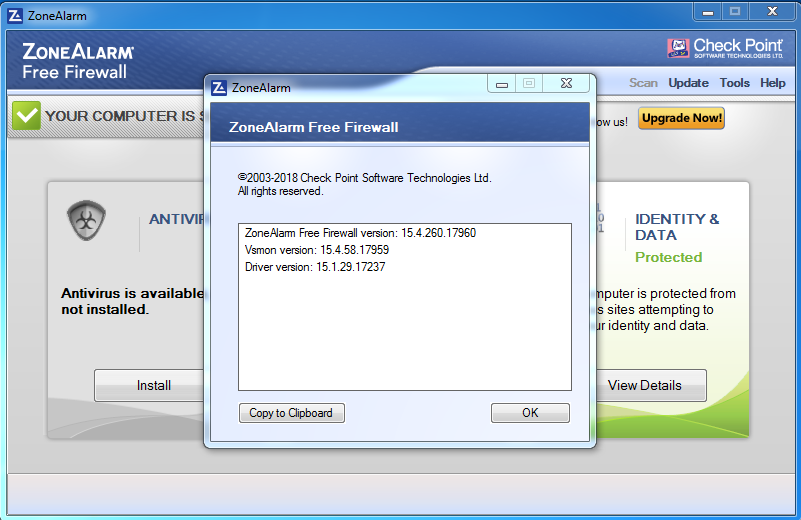 ZoneAlarm
ZONEALARM®
Free Firewall
Check Point®
SOFTWARE TECHNOLOGIES LTD.
Scan Update Tools Help
YOUR COMPUTER IS
us!
Upgrade Now!
IDENTITY &
DATA
Protected
Antivirus is available
not installed.
is protected from
sites attempting to
identity and data.
Install
View Details
ZoneAlarm
ZoneAlarm Free Firewall
©2003-2018 Check Point Software Technologies Ltd.
All rights reserved.
ZoneAlarm Free Firewall version: 15.4.260.17960
Vsmon version: 15.4.58.17959
Driver version: 15.1.29.17237
Copy to Clipboard
OK